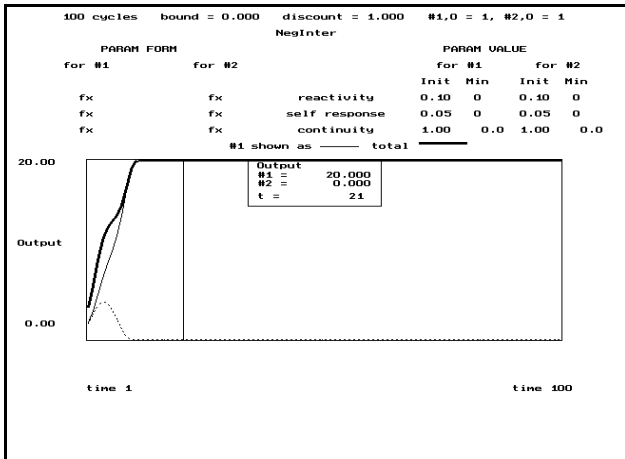 100 cycles bound = 0.000 discount = 1.000 #1,0 = 1, #2,0 = 1
NegInter
PARAM FORM PARAM VALUE
for #1 for #2 for #1 for #2
Init Min Init Min
fx fx reactivity 0.10 0 0.10 0
fx fx self response 0.05 0 0.05 0
fx fx continuity 1.00 0.0 1.00 0.0
#1 shown as total
20.00
Output
#1 = 20.000
#2 = 0.000
t = 21
Output
0.00
time 1 time 100